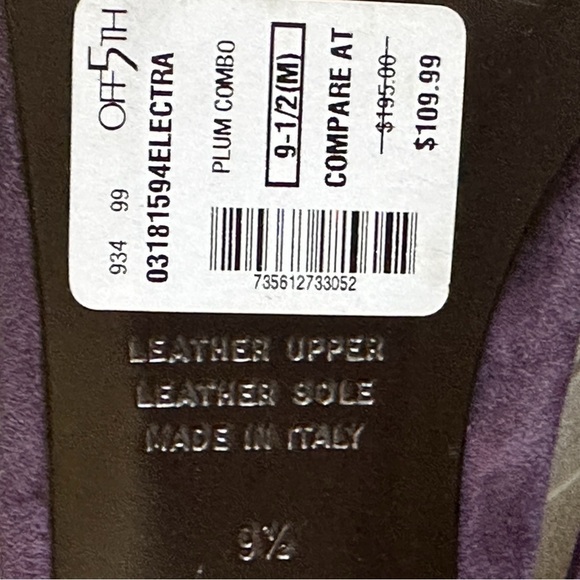 OFF 5TH
934 99
03181594ELECTRA
PLUM COMBO
9-1/2(M)
COMPARE AT
$195.00
$109.99
735612733052
LEATHER UPPER
LEATHER SOLE
MADE IN ITALY
9½